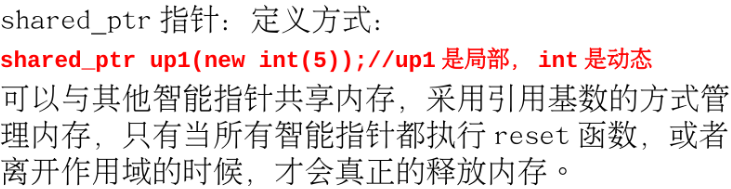 shared_ptr 指针：定义方式：
shared_ptr up1(new int(5));//up1 是局部，int 是动态
可以与其他智能指针共享内存，采用引用基数的方式管
理内存，只有当所有智能指针都执行 reset 函数，或者
离开作用域的时候，才会真正的释放内存。